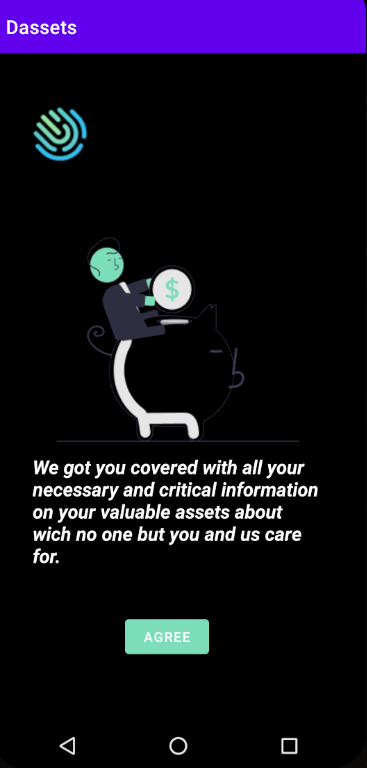 Dassets
$
We got you covered with all your
necessary and critical information
on your valuable assets about
wich no one but you and us care
for.
AGREE